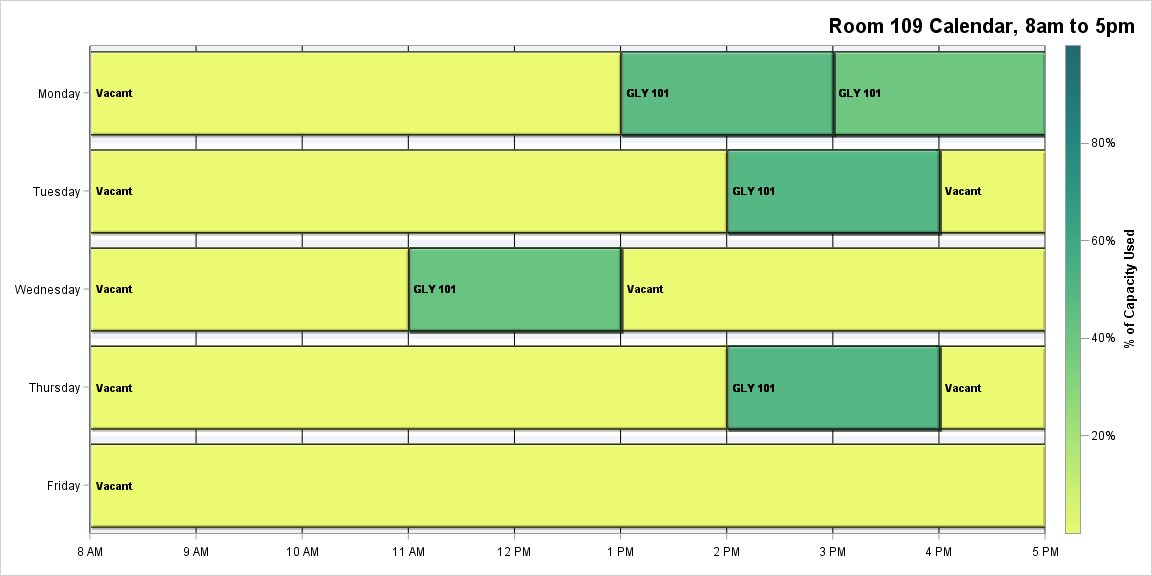 Room 109 Calendar, 8am to 5pm
Monday
Vacant
GLY 101
GLY 101
Tuesday
Vacant
GLY 101
Vacant
Wednesday
Vacant
GLY 101
Vacant
Thursday
Vacant
GLY 101
Vacant
Friday
Vacant
8 AM
9 AM
10 AM
11 AM
12 PM
1 PM
2 PM
3 PM
4 PM
5 PM
80%
60%
40%
20%
% of Capacity Used